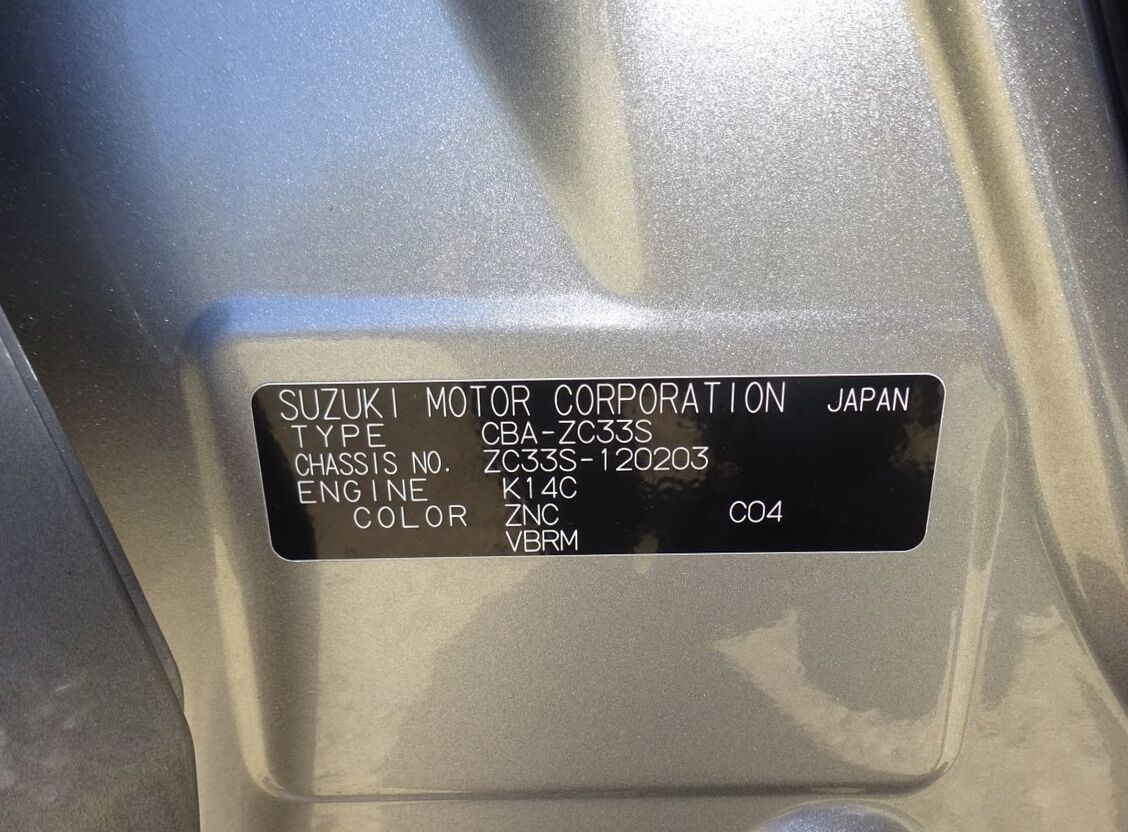 SUZUKI MOTOR CORPORATION JAPAN
TYPE CBA-ZC33S
CHASSIS NO. ZC33S-120203
ENGINE K14C
COLOR ZNC C04
VBRM